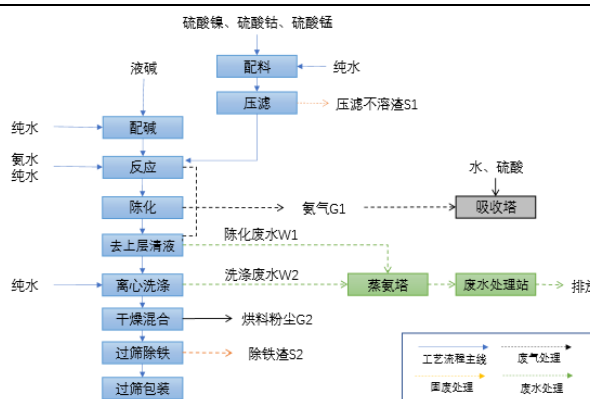 硫酸镍、硫酸钴、硫酸锰
配料
纯水
液碱
压滤
压滤不溶渣S1
纯水
配碱
氨水
纯水
反应
水、硫酸
陈化
氨气G1
吸收塔
去上层清液
陈化废水W1
纯水
离心洗涤
洗涤废水W2
蒸氨塔
废水处理站
排放
干燥混合
烘料粉尘G2
过筛除铁
除铁渣S2
过筛包装
工艺流程主线
废气处理
固废处理
废水处理